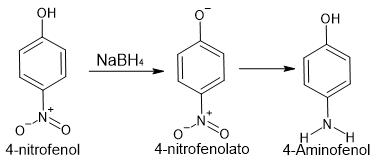 OH
O⁻
OH
NaBH₄
N⁺
O⁻
O
N⁺
O⁻
O
N
H
H
4-nitrofenol
4-nitrofenolato
4-Aminofenol